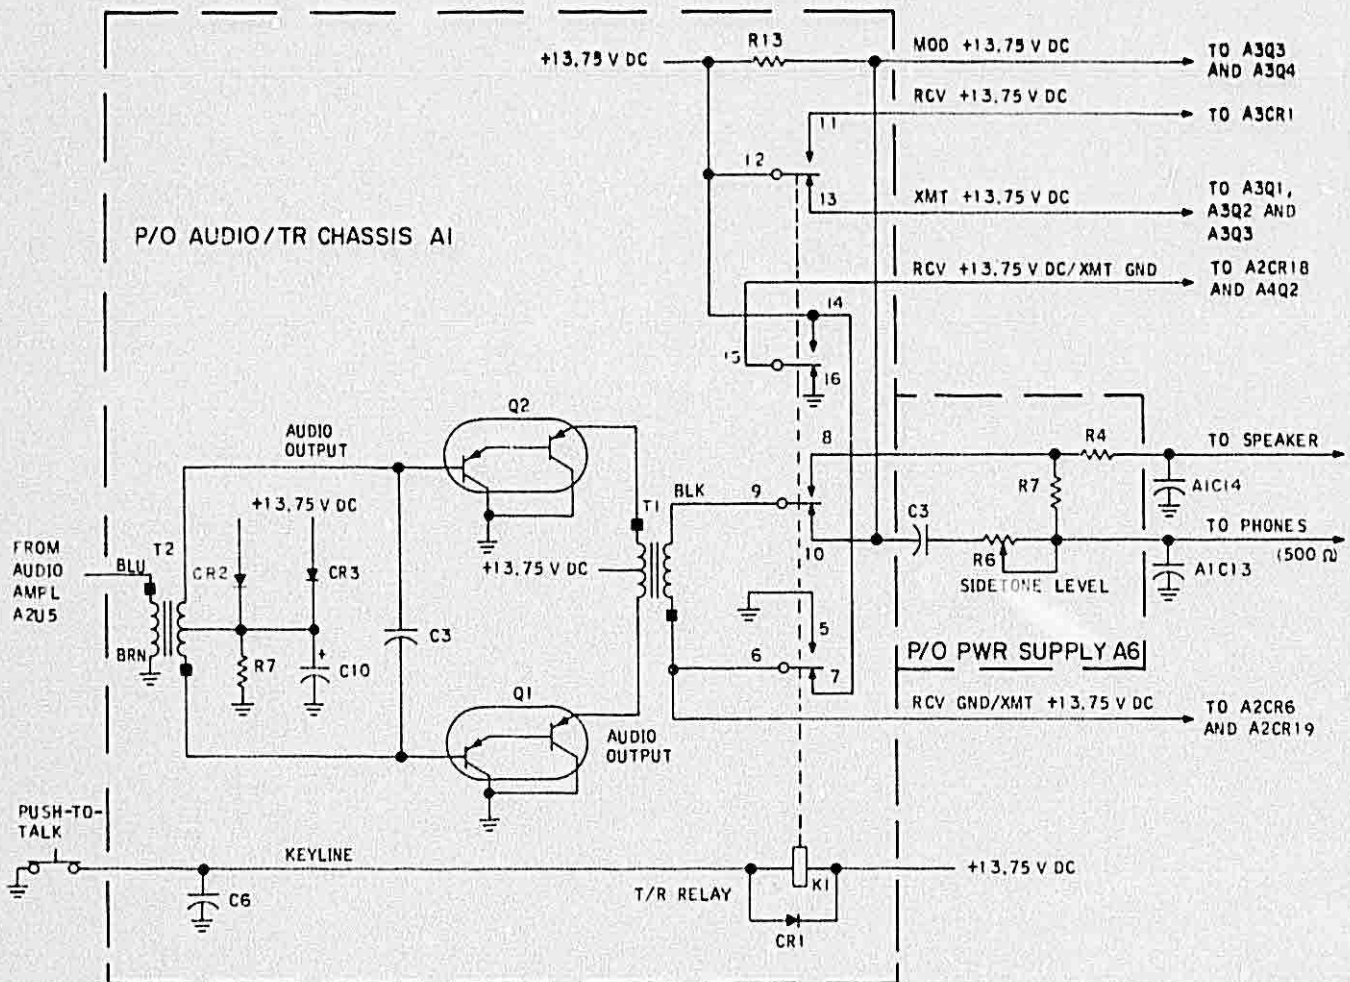 R13
+13.75 V DC
MOD +13.75 V DC
TO A3Q3
AND A3Q4
RCV +13.75 V DC
TO A3CR1
11
12
13
XMT +13.75 V DC
TO A3Q1,
A3Q2 AND
A3Q3
P/O AUDIO/TR CHASSIS A1
RCV +13.75 V DC/XMT GND
TO A2CR18
AND A4Q2
14
15
16
Q2
AUDIO
OUTPUT
8
R4
TO SPEAKER
+13.75 V DC
BLK
9
R7
A1C14
T1
C3
FROM
AUDIO
AMPL
A2U5
T2
BLU
CR2
CR3
+13.75 V DC
10
R6
TO PHONES
(500 Ω)
A1C13
SIDETONE LEVEL
BRN
R7
+
C10
C3
5
6
7
P/O PWR SUPPLY A6
Q1
RCV GND/XMT +13.75 V DC
TO A2CR6
AND A2CR19
AUDIO
OUTPUT
PUSH-TO-
TALK
KEYLINE
+13.75 V DC
C6
T/R RELAY
K1
CR1